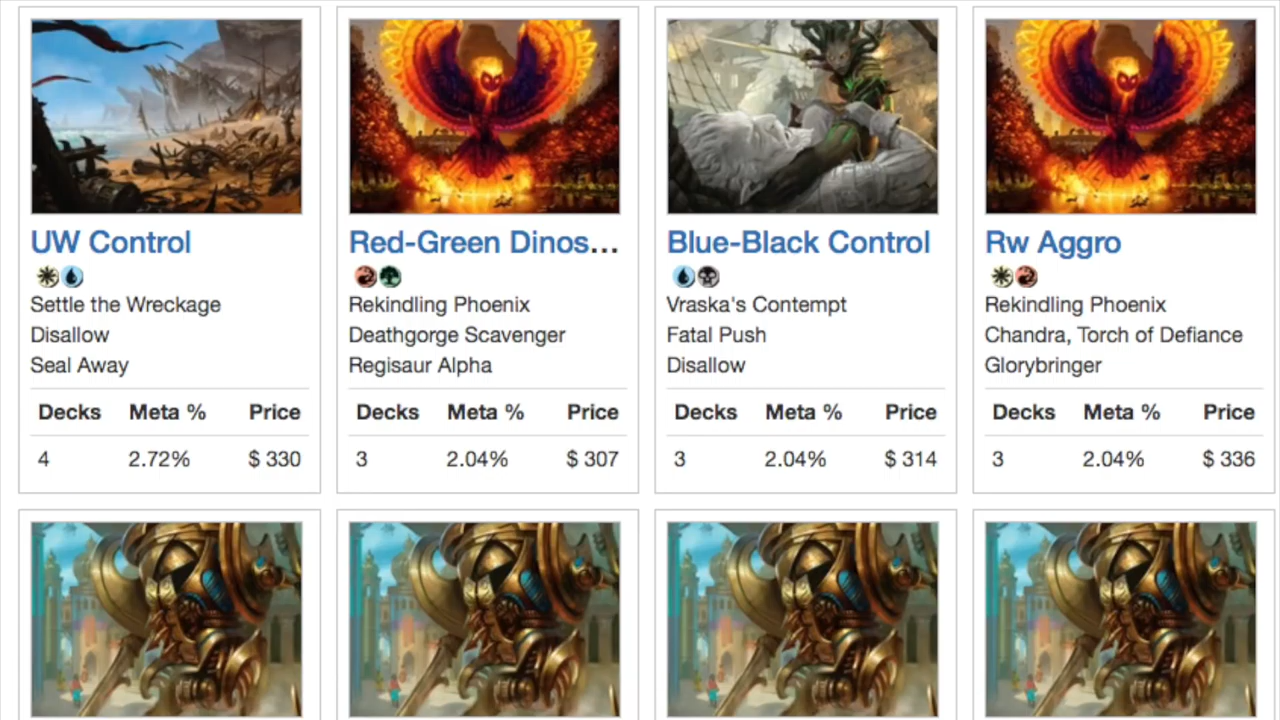 UW Control
Settle the Wreckage
Disallow
Seal Away
Decks Meta % Price
4 2.72% $ 330
Red-Green Dinos...
Rekindling Phoenix
Deathgorge Scavenger
Regisaur Alpha
Decks Meta % Price
3 2.04% $ 307
Blue-Black Control
Vraska's Contempt
Fatal Push
Disallow
Decks Meta % Price
3 2.04% $ 314
Rw Aggro
Rekindling Phoenix
Chandra, Torch of Defiance
Glorybringer
Decks Meta % Price
3 2.04% $ 336